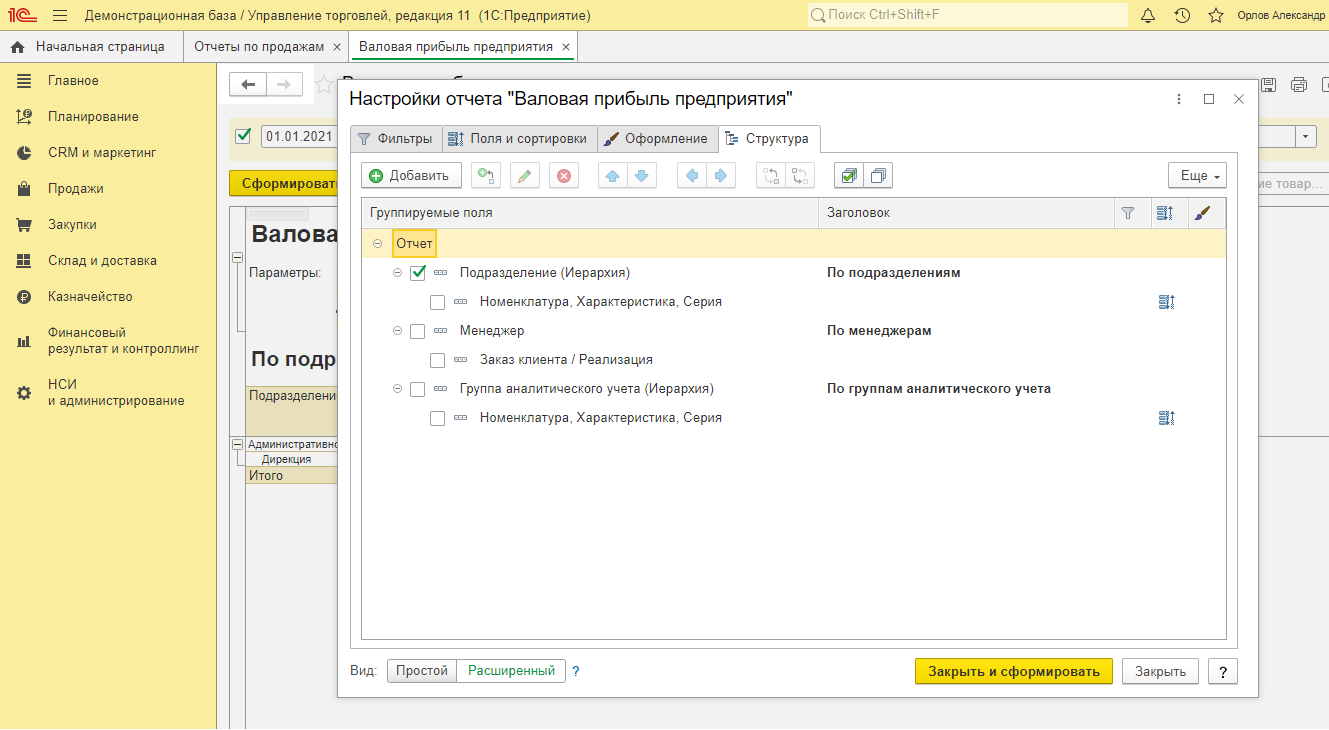 1С Демонстрационная база / Управление торговлей, редакция 11 (1С:Предприятие) Поиск Ctrl+Shift+F Орлов Александр
Начальная страница Отчеты по продажам × Валовая прибыль предприятия ×
Главное
Планирование
CRM и маркетинг
Продажи
Закупки
Склад и доставка
Казначейство
Финансовый
результат и контроллинг
НСИ
и администрирование
01.01.2021
Сформировать
Валова
Параметры:
По подр
Подразделени
Административно
Дирекция
Итого
ие товар...
Настройки отчета "Валовая прибыль предприятия"
Фильтры Поля и сортировки Оформление Структура
Добавить Еще
Группируемые поля Заголовок
Отчет
Подразделение (Иерархия) По подразделениям
Номенклатура, Характеристика, Серия
Менеджер По менеджерам
Заказ клиента / Реализация
Группа аналитического учета (Иерархия) По группам аналитического учета
Номенклатура, Характеристика, Серия
Вид: Простой Расширенный ? Закрыть и сформировать Закрыть ?